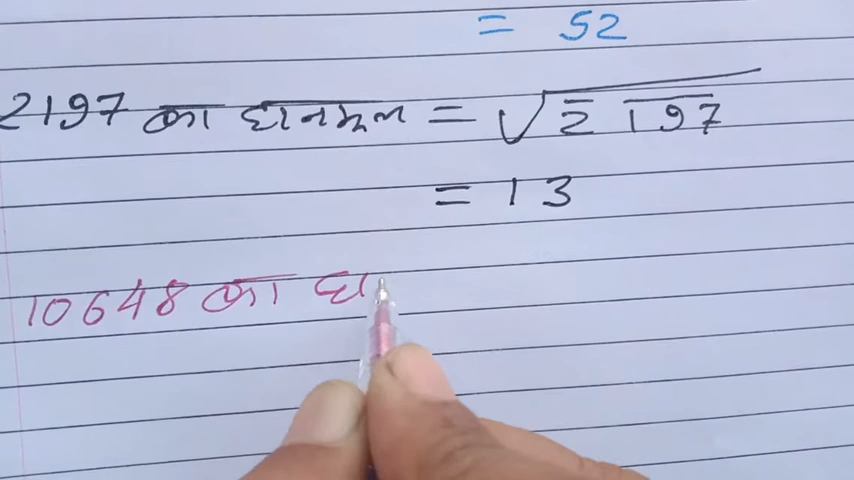 = 52
2197 का घनमूल = √2 197
= 13
10648 का घ